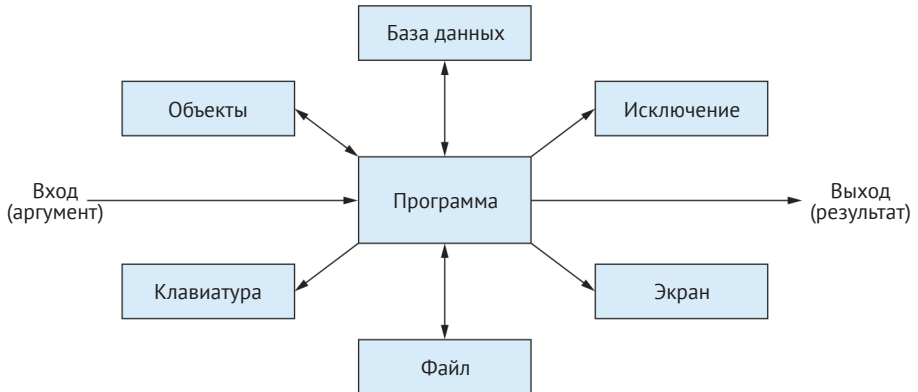 База данных
Объекты
Исключение
Вход
(аргумент)
Программа
Выход
(результат)
Клавиатура
Экран
Файл